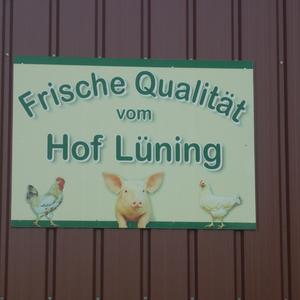 Frische Qualität
vom
Hof Lüning